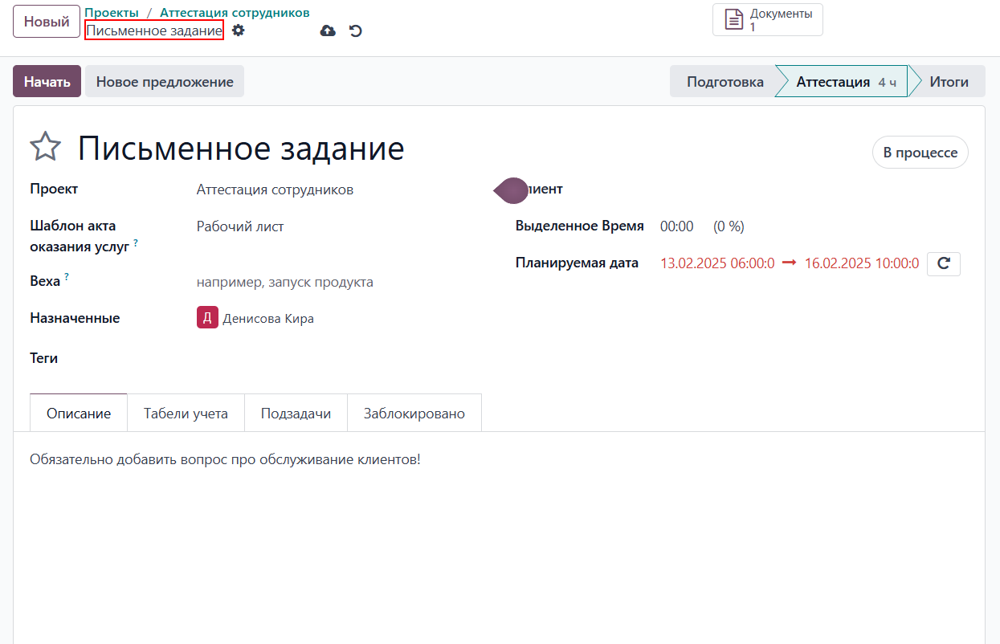 Новый
Проекты / Аттестация сотрудников
Письменное задание
Документы
1
Начать
Новое предложение
Подготовка
Аттестация 4 ч
Итоги
Письменное задание
В процессе
Проект
Аттестация сотрудников
лиент
Шаблон акта
оказания услуг ?
Рабочий лист
Выделенное Время 00:00 (0 %)
Планируемая дата 13.02.2025 06:00:0 → 16.02.2025 10:00:0
Веха ?
например, запуск продукта
Назначенные
Д Денисова Кира
Теги
Описание
Табели учета
Подзадачи
Заблокировано
Обязательно добавить вопрос про обслуживание клиентов!